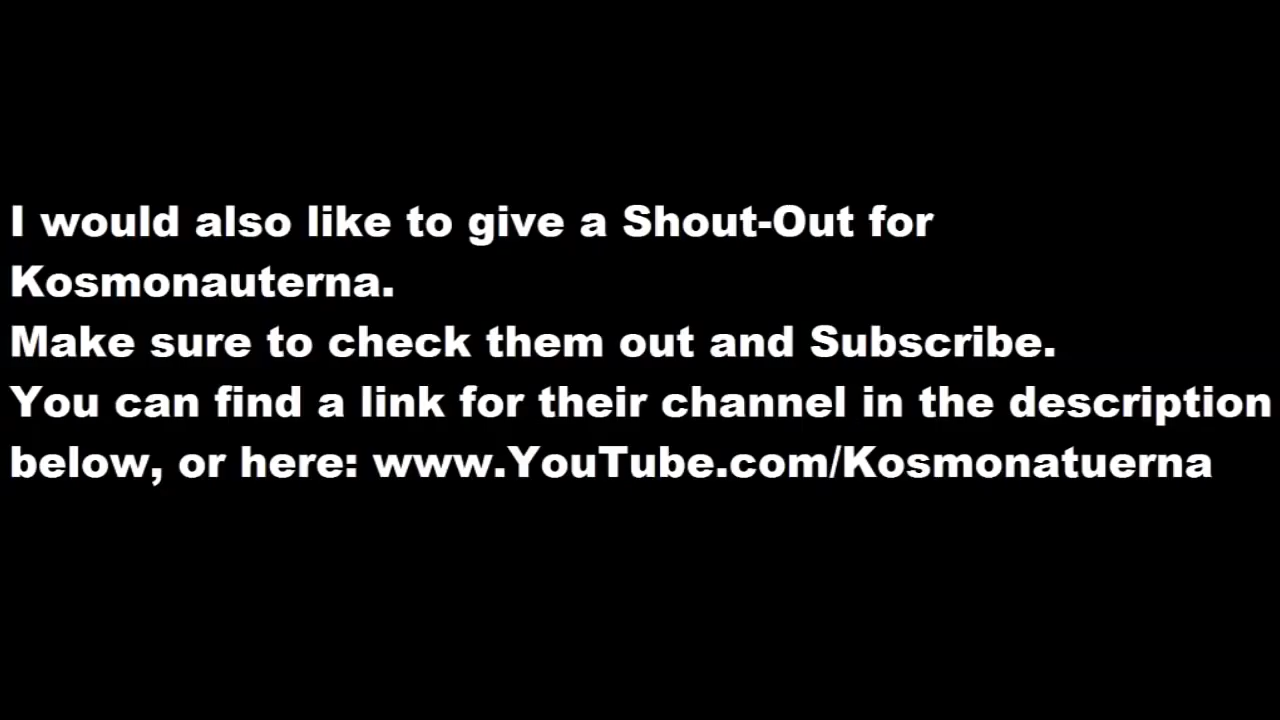 I would also like to give a Shout-Out for
Kosmonauterna.
Make sure to check them out and Subscribe.
You can find a link for their channel in the description
below, or here: www.YouTube.com/Kosmonatuerna